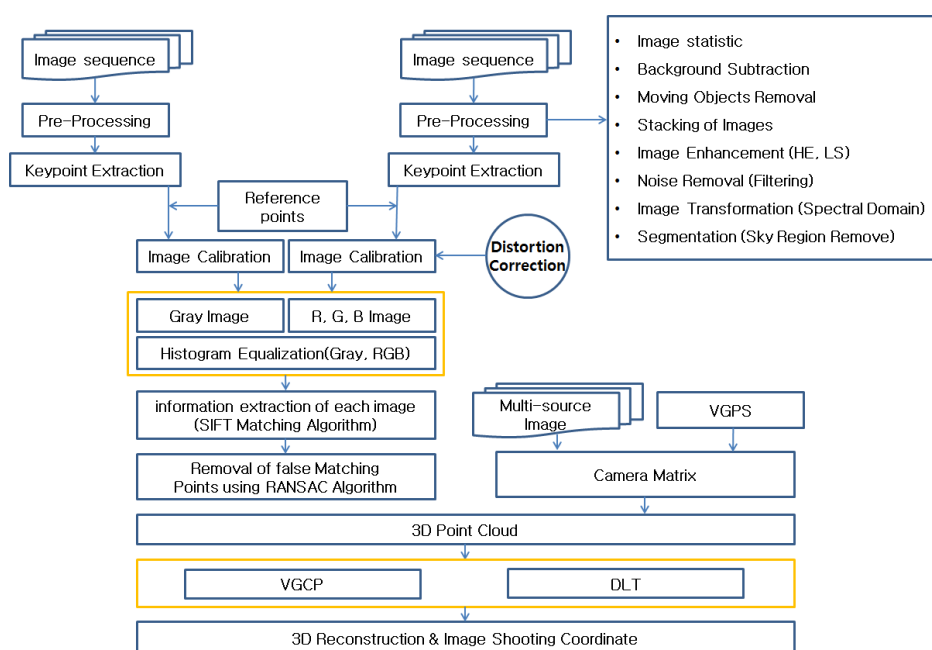 Image sequence
Image sequence
• Image statistic
• Background Subtraction
• Moving Objects Removal
• Stacking of Images
• Image Enhancement (HE, LS)
• Noise Removal (Filtering)
• Image Transformation (Spectral Domain)
• Segmentation (Sky Region Remove)
Pre-Processing
Pre-Processing
Keypoint Extraction
Keypoint Extraction
Reference
points
Image Calibration
Image Calibration
Distortion
Correction
Gray Image
R, G, B Image
Histogram Equalization(Gray, RGB)
information extraction of each image
(SIFT Matching Algorithm)
Multi-source
Image
VGPS
Removal of false Matching
Points using RANSAC Algorithm
Camera Matrix
3D Point Cloud
VGCP
DLT
3D Reconstruction & Image Shooting Coordinate